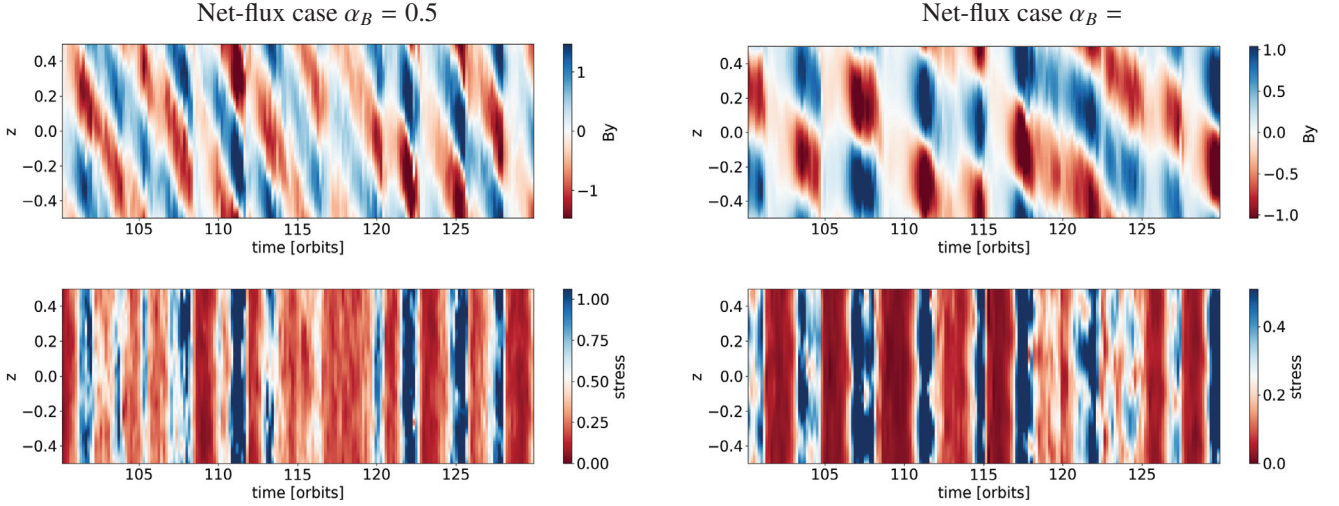 Net-flux case α_B = 0.5
Net-flux case α_B =
0.4
0.2
0.0
−0.2
−0.4
z
105 110 115 120 125
time [orbits]
1
0
−1
By
0.4
0.2
0.0
−0.2
−0.4
z
105 110 115 120 125
time [orbits]
1.0
0.5
0.0
−0.5
−1.0
By
0.4
0.2
0.0
−0.2
−0.4
z
105 110 115 120 125
time [orbits]
1.00
0.75
0.50
0.25
0.00
stress
0.4
0.2
0.0
−0.2
−0.4
z
105 110 115 120 125
time [orbits]
0.4
0.2
0.0
stress